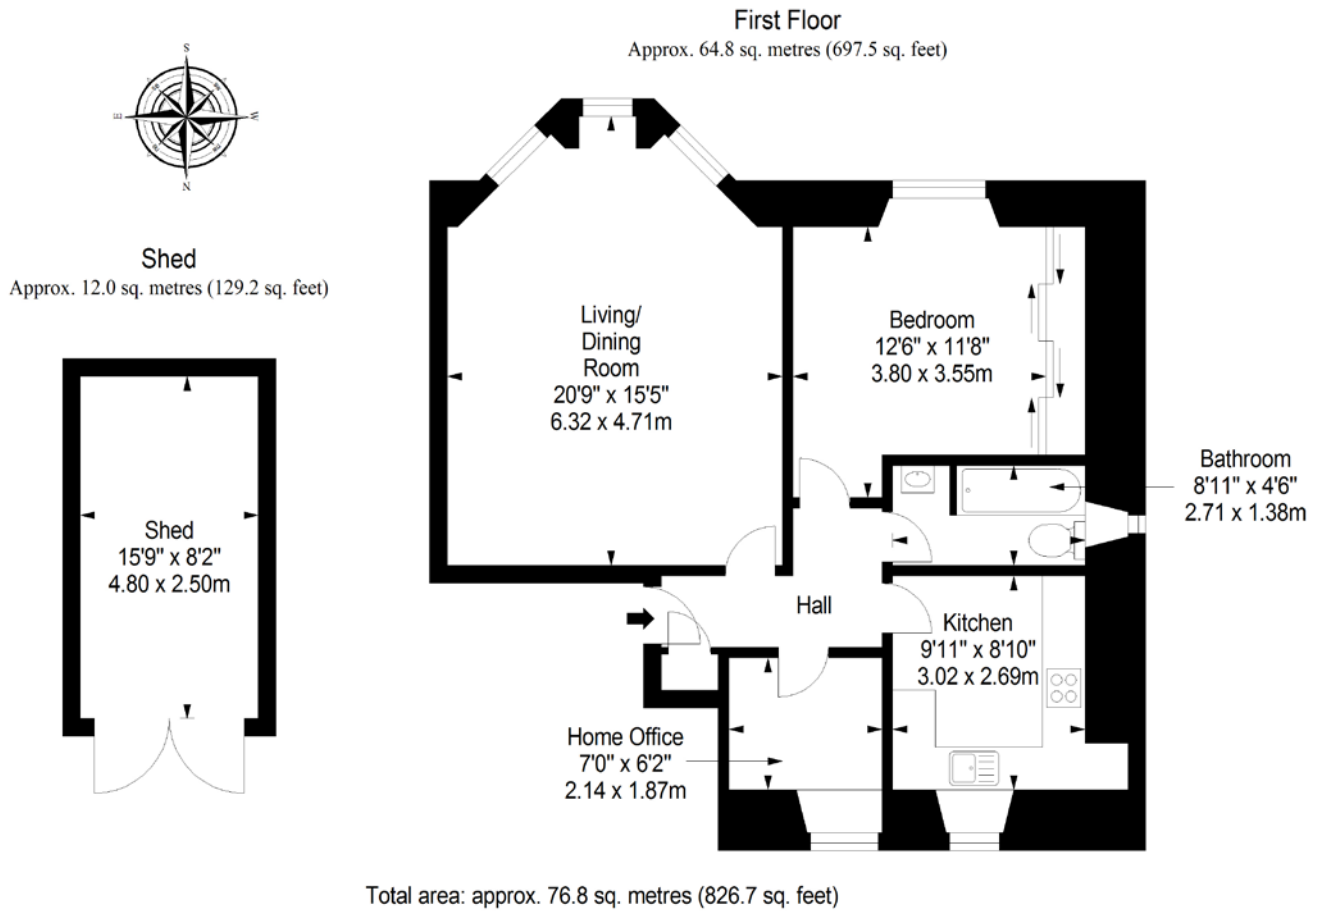 First Floor
Approx. 64.8 sq. metres (697.5 sq. feet)
S
E
W
N
Shed
Approx. 12.0 sq. metres (129.2 sq. feet)
Living/
Dining
Room
20'9" x 15'5"
6.32 x 4.71m
Bedroom
12'6" x 11'8"
3.80 x 3.55m
Bathroom
8'11" x 4'6"
2.71 x 1.38m
Shed
15'9" x 8'2"
4.80 x 2.50m
Hall
Kitchen
9'11" x 8'10"
3.02 x 2.69m
Home Office
7'0" x 6'2"
2.14 x 1.87m
Total area: approx. 76.8 sq. metres (826.7 sq. feet)